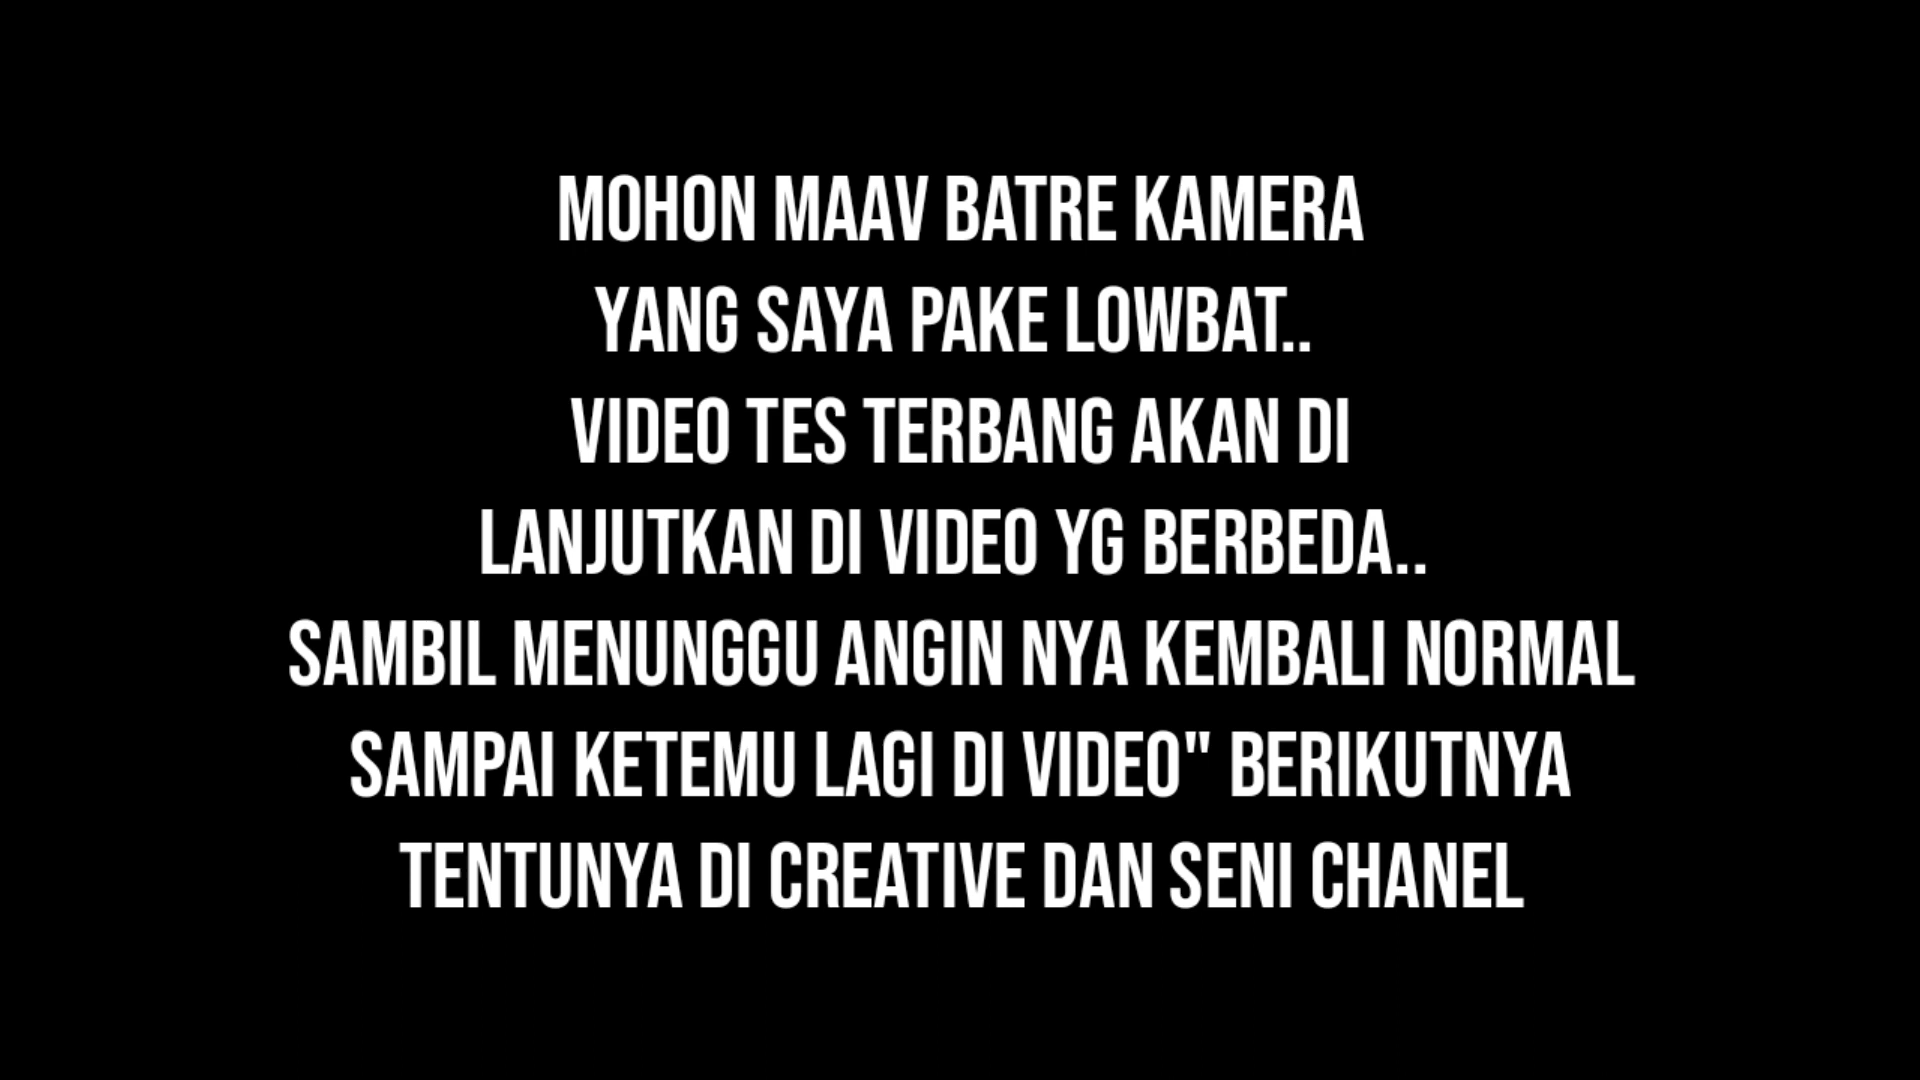 MOHON MAAV BATRE KAMERA
YANG SAYA PAKE LOWBAT..
VIDEO TES TERBANG AKAN DI
LANJUTKAN DI VIDEO YG BERBEDA..
SAMBIL MENUNGGU ANGIN NYA KEMBALI NORMAL
SAMPAI KETEMU LAGI DI VIDEO" BERIKUTNYA
TENTUNYA DI CREATIVE DAN SENI CHANEL